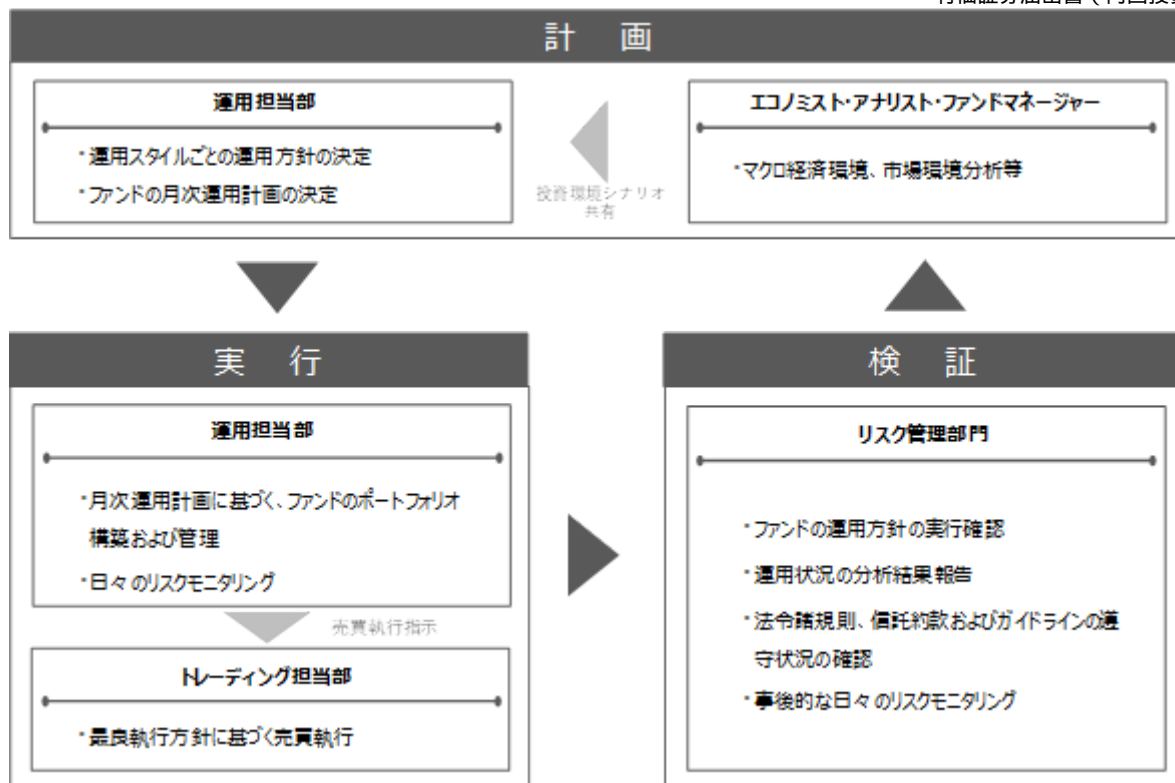 計 画
運用担当部
・運用スタイルごとの運用方針の決定
・ファンドの月次運用計画の決定
投資環境シナリオ
共有
エコノミスト・アナリスト・ファンドマネージャー
・マクロ経済環境、市場環境分析等
実 行
運用担当部
・月次運用計画に基づく、ファンドのポートフォリオ
構築および管理
・日々のリスクモニタリング
売買執行指示
トレーディング担当部
・最良執行方針に基づく売買執行
検 証
リスク管理部門
・ファンドの運用方針の実行確認
・運用状況の分析結果報告
・法令諸規則、信託約款およびガイドラインの遵
守状況の確認
・事後的な日々のリスクモニタリング